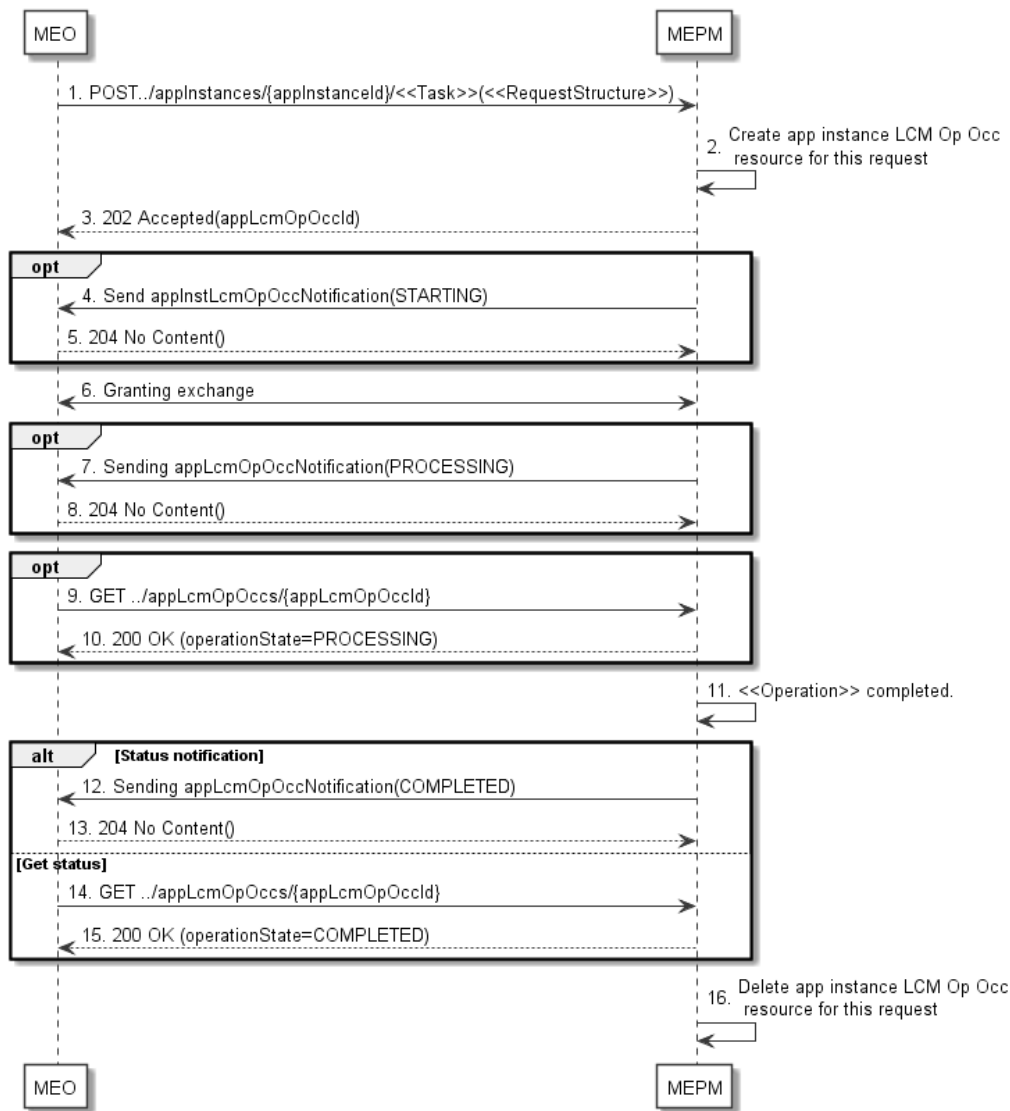 MEO
MEPM
1. POST../appInstances/{appInstanceId}/<<Task>>(<<RequestStructure>>)
2. Create app instance LCM Op Occ
resource for this request
3. 202 Accepted(appLcmOpOccId)
opt
4. Send appInstLcmOpOccNotification(STARTING)
5. 204 No Content()
6. Granting exchange
opt
7. Sending appLcmOpOccNotification(PROCESSING)
8. 204 No Content()
opt
9. GET ../appLcmOpOccs/{appLcmOpOccId}
10. 200 OK (operationState=PROCESSING)
11. <<Operation>> completed.
alt [Status notification]
12. Sending appLcmOpOccNotification(COMPLETED)
13. 204 No Content()
[Get status]
14. GET ../appLcmOpOccs/{appLcmOpOccId}
15. 200 OK (operationState=COMPLETED)
16. Delete app instance LCM Op Occ
resource for this request
MEO
MEPM